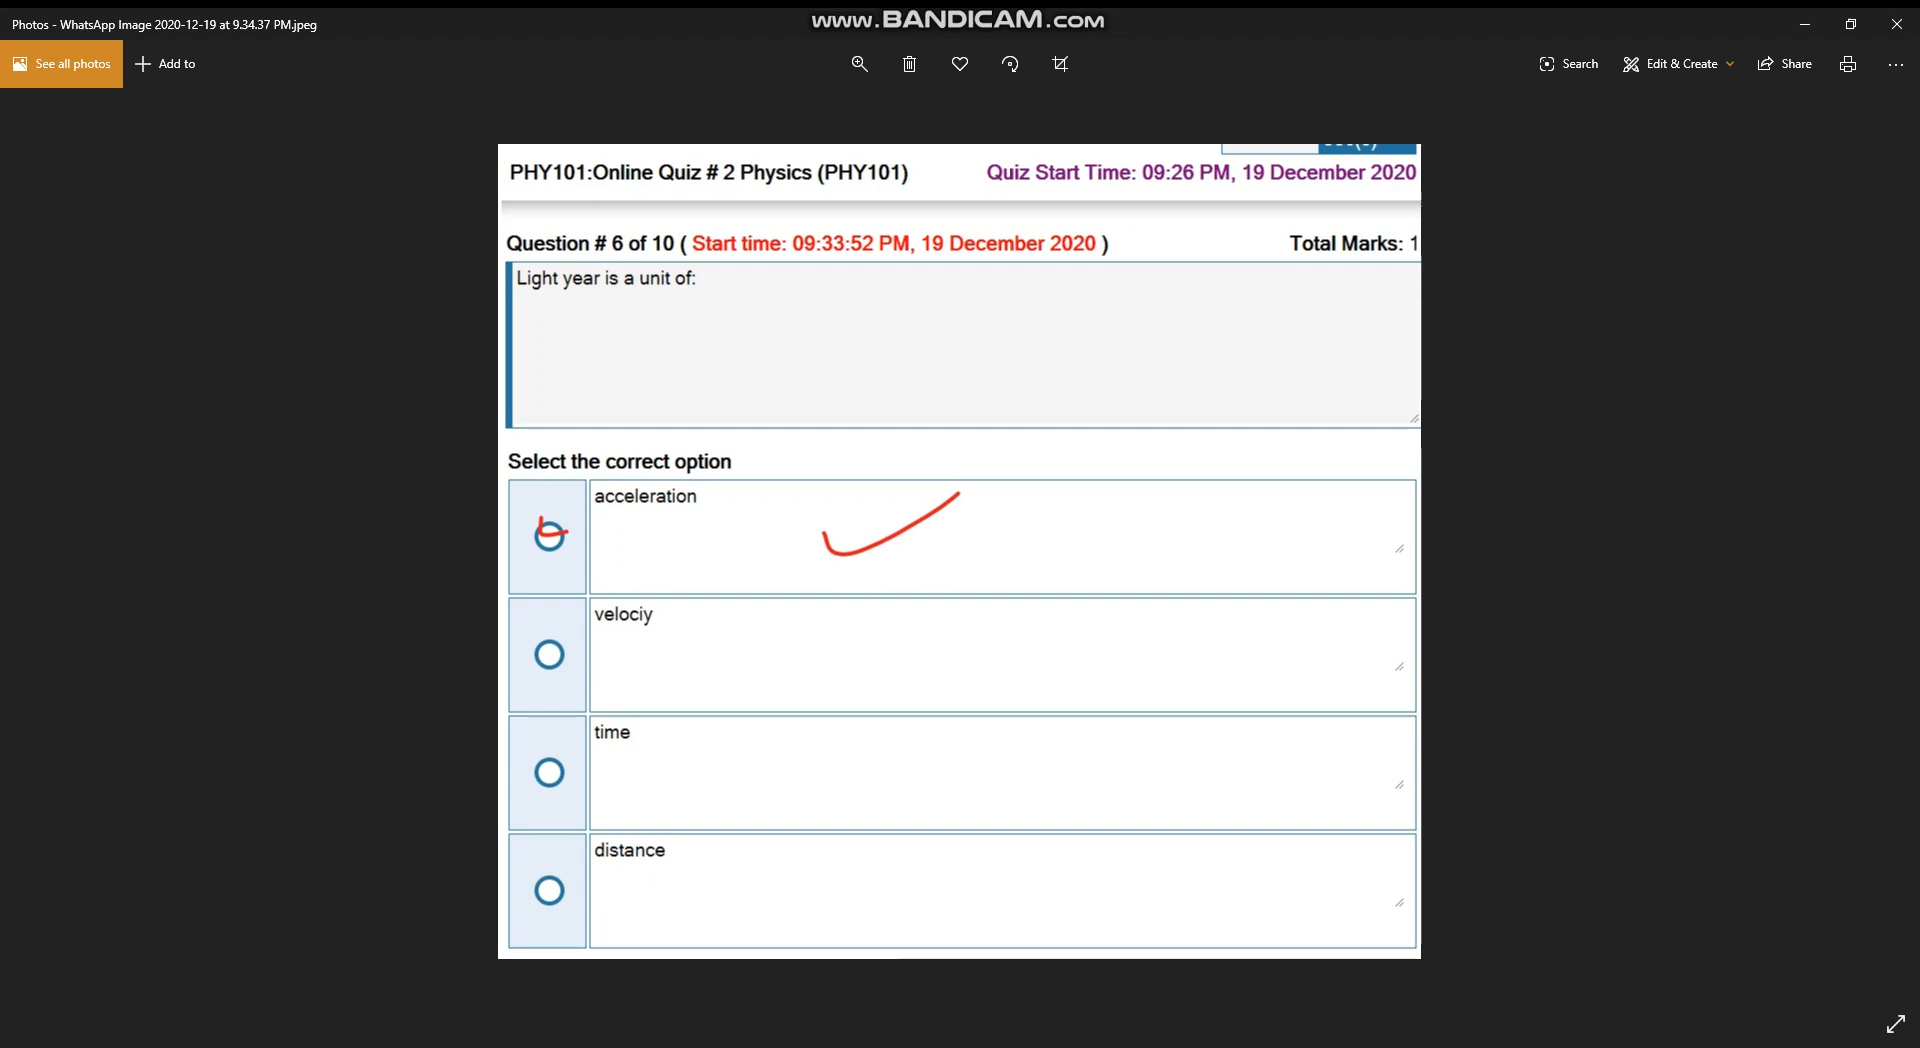 Photos - WhatsApp Image 2020-12-19 at 9.34.37 PM.jpeg
www.BANDICAM.COM
See all photos
Add to
Search
Edit & Create
Share
PHY101:Online Quiz # 2 Physics (PHY101)
Quiz Start Time: 09:26 PM, 19 December 2020
Question # 6 of 10 ( Start time: 09:33:52 PM, 19 December 2020 )
Total Marks: 1
Light year is a unit of:
Select the correct option
acceleration
velociy
time
distance